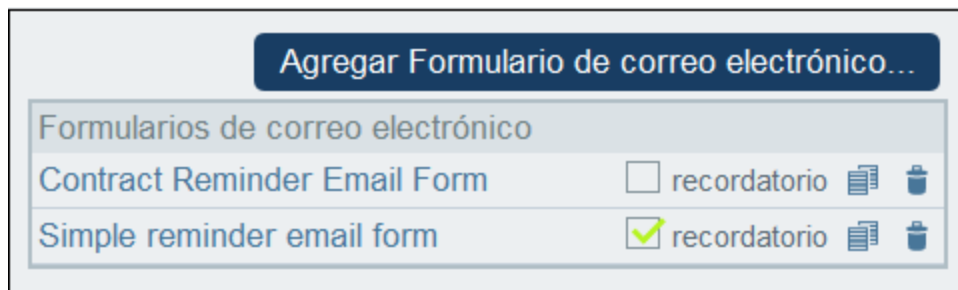 Agregar Formulario de correo electrónico...
Formularios de correo electrónico
Contract Reminder Email Form recordatorio
Simple reminder email form recordatorio